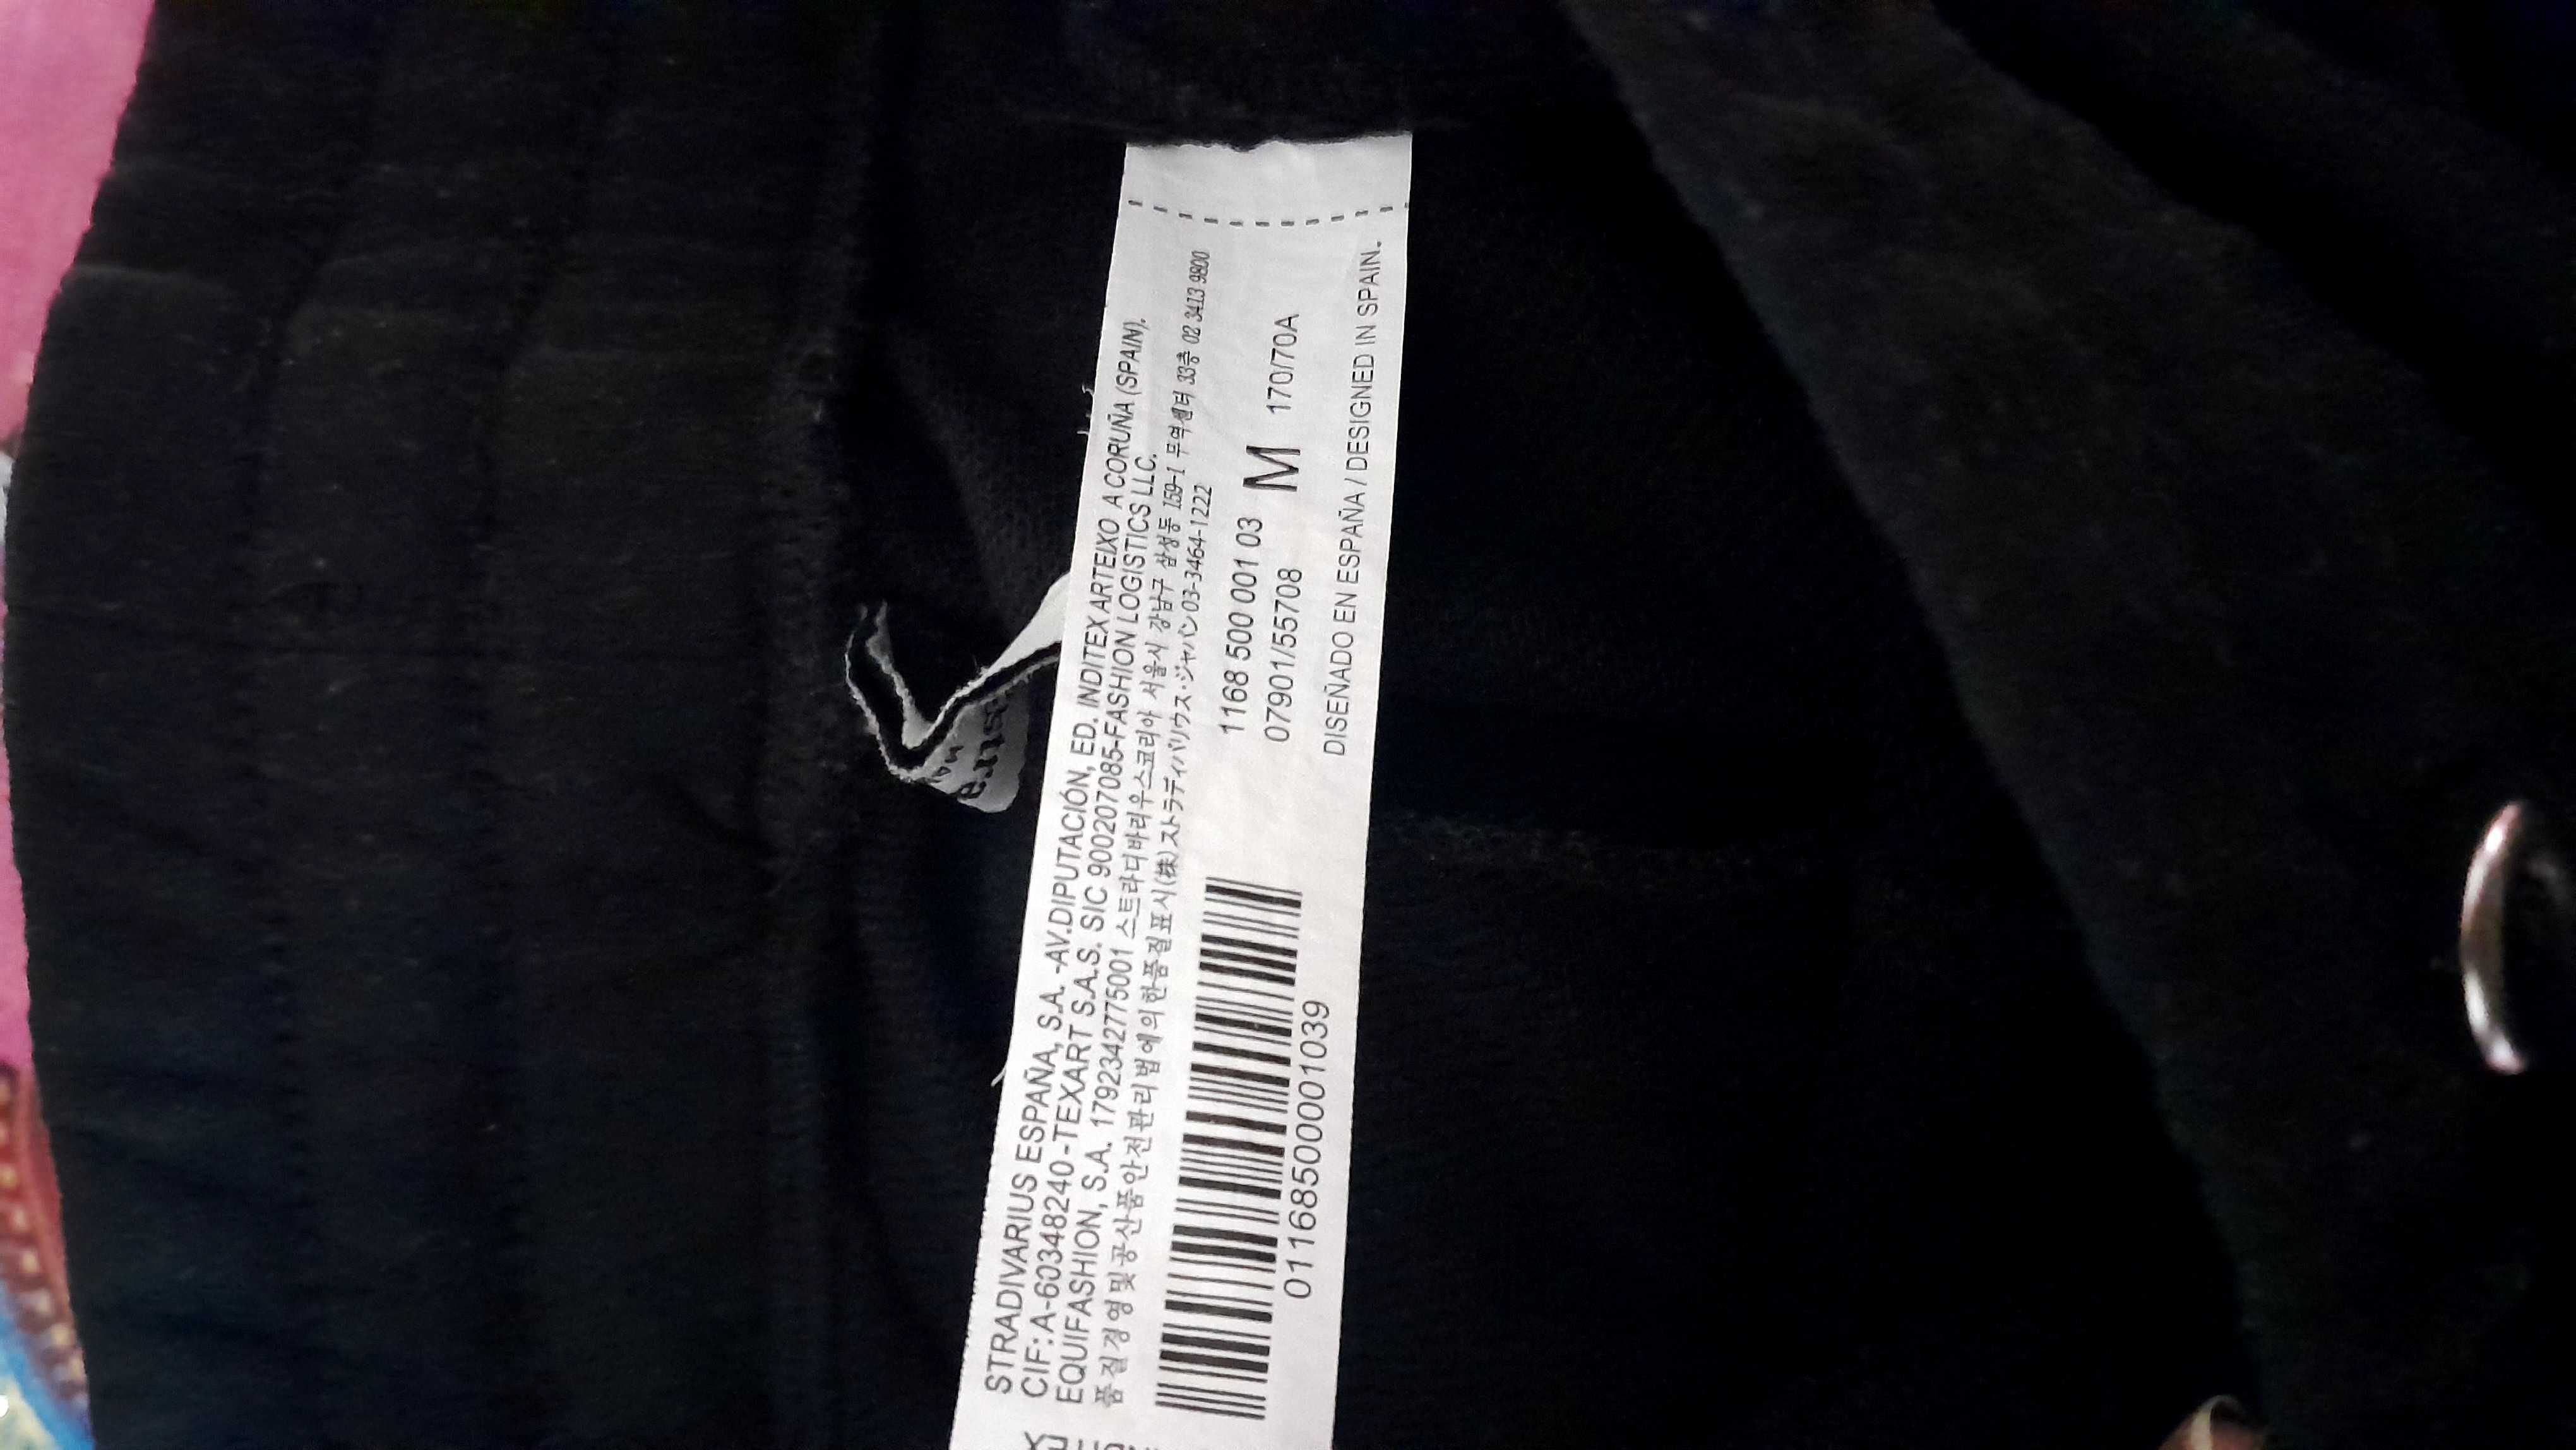 STRADIVARIUS ESPAÑA, S.A. -AV.DIPUTACIÓN, ED. INDITEX ARTEIXO A CORUÑA (SPAIN).
CIF: A-60348240 -TEXART S.A.S. SIC 900207085-FASHION LOGISTICS LLC.
EQUIFASHION, S.A. 1792342775001 스트라디바리우스코리아 서울시 강남구 삼성동 159-1 무역센터 33층 02 3413 9800
품질경영및공산품안전관리법에의한품질표시(株)ストラディバリウス・ジャパン 03-3464-1222
1168 500 001 03
07901/55708 M 170/70A
DISEÑADO EN ESPAÑA / DESIGNED IN SPAIN.
01168500001039